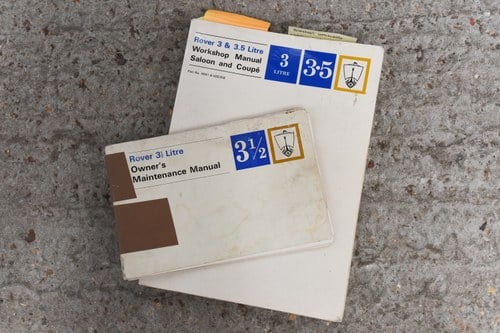 Rover 3 & 3.5 Litre
Workshop Manual
Saloon and Coupé
3
LITRE
3·5
Rover 3½ Litre
Owner's
Maintenance Manual
3½